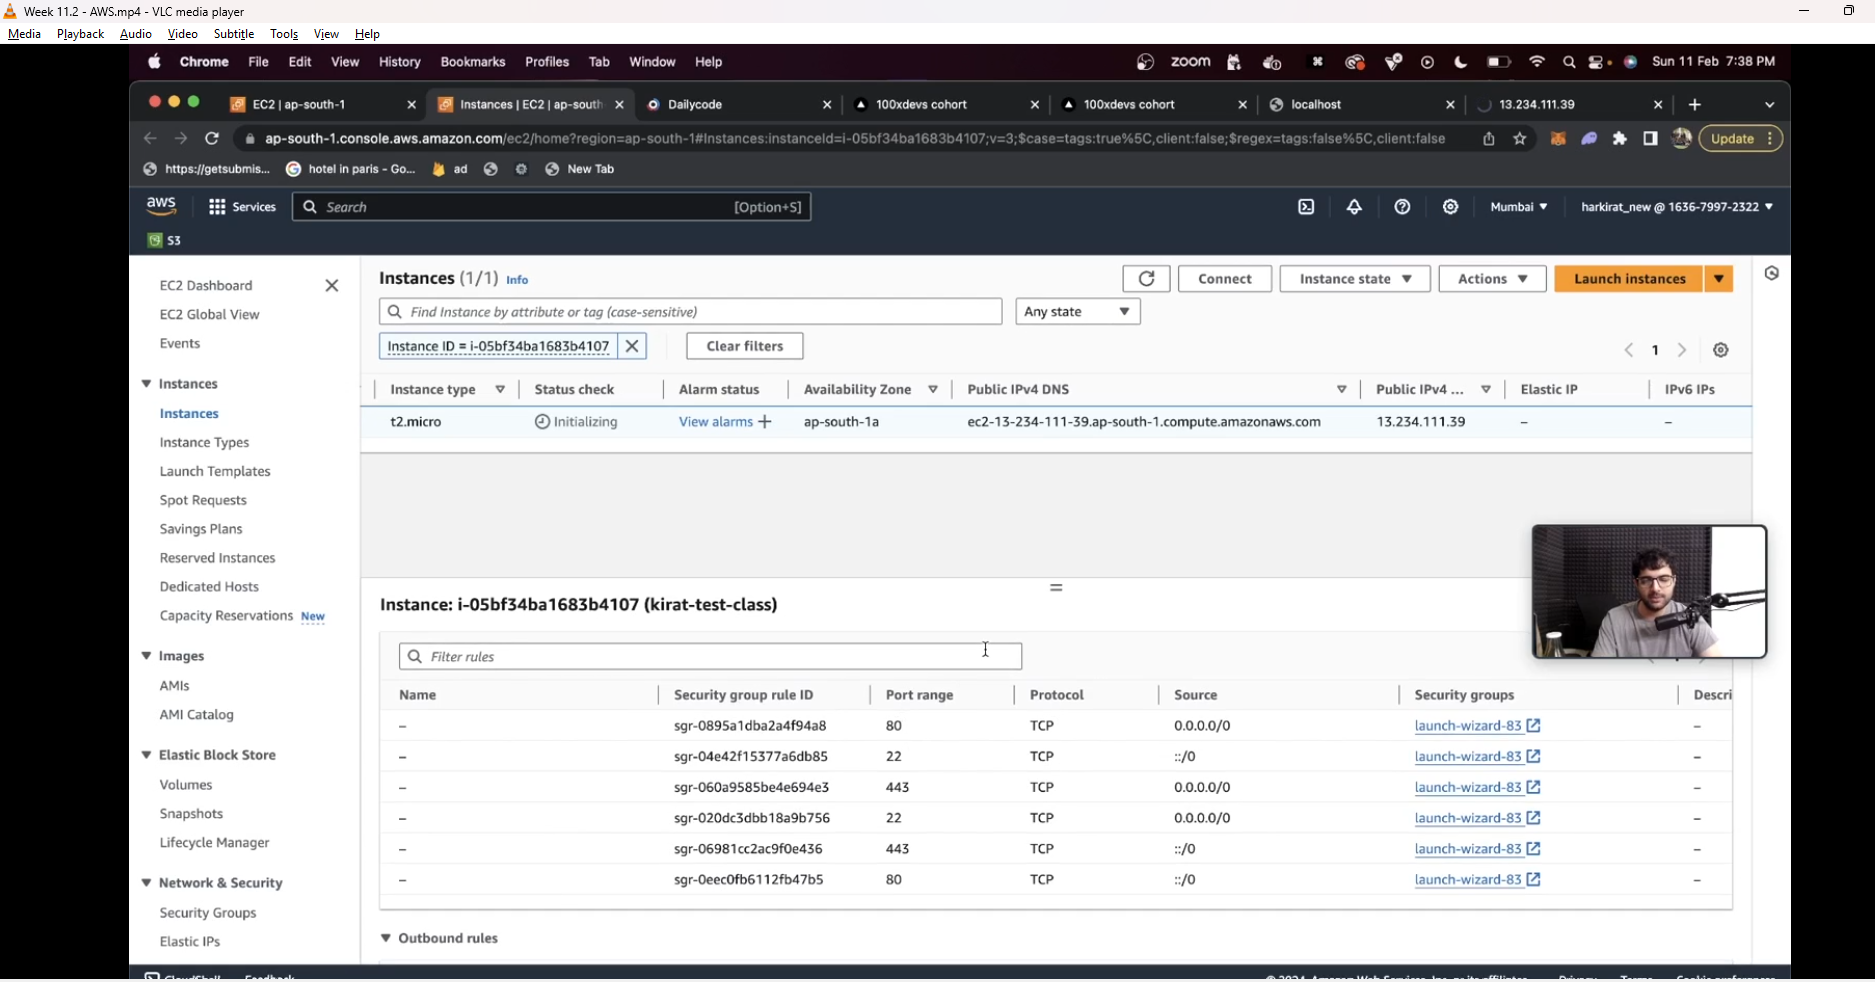 Week 11.2 - AWS.mp4 - VLC media player
Media Playback Audio Video Subtitle Tools View Help
Chrome File Edit View History Bookmarks Profiles Tab Window Help zoom Sun 11 Feb 7:38 PM
EC2 | ap-south-1 Instances | EC2 | ap-south- Dailycode 100xdevs cohort 100xdevs cohort localhost 13.234.111.39
ap-south-1.console.aws.amazon.com/ec2/home?region=ap-south-1#Instances:instanceId=i-05bf34ba1683b4107;v=3;$case=tags:true%5C,client:false;$regex=tags:false%5C,client:false Update
https://getsubmis... hotel in paris - Go... ad New Tab
aws Services Search [Option+S] Mumbai harkirat_new @ 1636-7997-2322
S3
EC2 Dashboard
EC2 Global View
Events
Instances
Instances
Instance Types
Launch Templates
Spot Requests
Savings Plans
Reserved Instances
Dedicated Hosts
Capacity Reservations New
Images
AMIs
AMI Catalog
Elastic Block Store
Volumes
Snapshots
Lifecycle Manager
Network & Security
Security Groups
Elastic IPs
Instances (1/1) Info Connect Instance state Actions Launch instances
Find Instance by attribute or tag (case-sensitive) Any state
Instance ID = i-05bf34ba1683b4107 Clear filters 1
Instance type Status check Alarm status Availability Zone Public IPv4 DNS Public IPv4 ... Elastic IP IPv6 IPs
t2.micro Initializing View alarms + ap-south-1a ec2-13-234-111-39.ap-south-1.compute.amazonaws.com 13.234.111.39 – –
Instance: i-05bf34ba1683b4107 (kirat-test-class)
Filter rules
Name Security group rule ID Port range Protocol Source Security groups Descri
– sgr-0895a1dba2a4f94a8 80 TCP 0.0.0.0/0 launch-wizard-83 –
– sgr-04e42f15377a6db85 22 TCP ::/0 launch-wizard-83 –
– sgr-060a9585be4e694e3 443 TCP 0.0.0.0/0 launch-wizard-83 –
– sgr-020dc3dbb18a9b756 22 TCP 0.0.0.0/0 launch-wizard-83 –
– sgr-06981cc2ac9f0e436 443 TCP ::/0 launch-wizard-83 –
– sgr-0eec0fb6112fb47b5 80 TCP ::/0 launch-wizard-83 –
Outbound rules